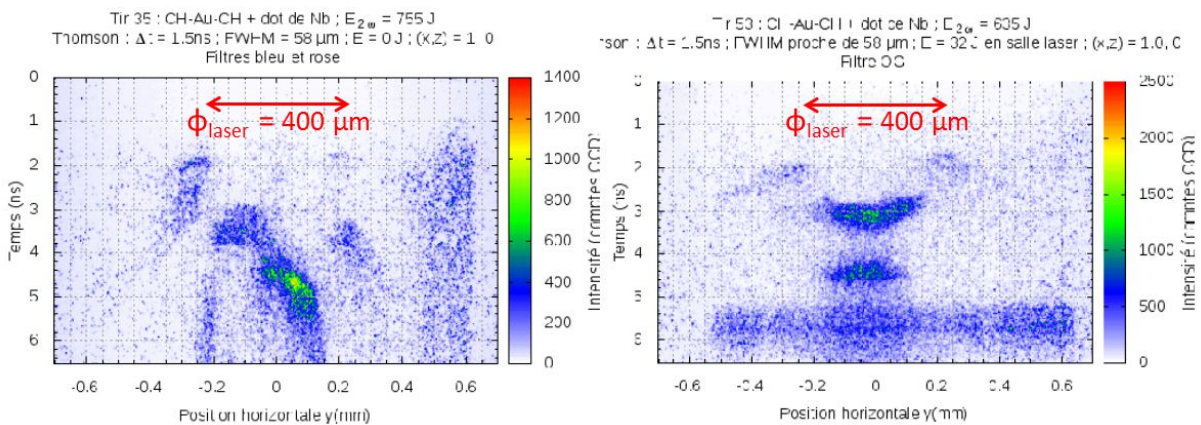 Tir 35 : CH-Au-CH + dot de Nb ; E2ω = 755 J
Thomson : Δt = 1.5ns ; FWHM = 58 µm ; E = 0 J ; (x,z) = 1. 0
Filtres bleu et rose
ϕlaser = 400 µm
0
1
2
3
4
5
6
Temps (ns)
-0.6
-0.4
-0.2
0
0.2
0.4
0.6
Position horizontale y(mm)
1400
1200
1000
800
600
400
200
0
Intensité (comptes CCD)
53 : + dot de Nb ; E2ω = 635 J
: Δt = 1.5ns ; FWHM proche de 58 µm ; E = 32 J en salle laser ; (x,z) = 1.0, 0
Filtre
ϕlaser = 400 µm
1
2
3
4
5
Temps (ns)
-0.6
-0.4
-0.2
0
0.2
0.4
0.6
Position horizontale y(mm)
2500
2000
1500
1000
500
0
Intensité (comptes CCD)